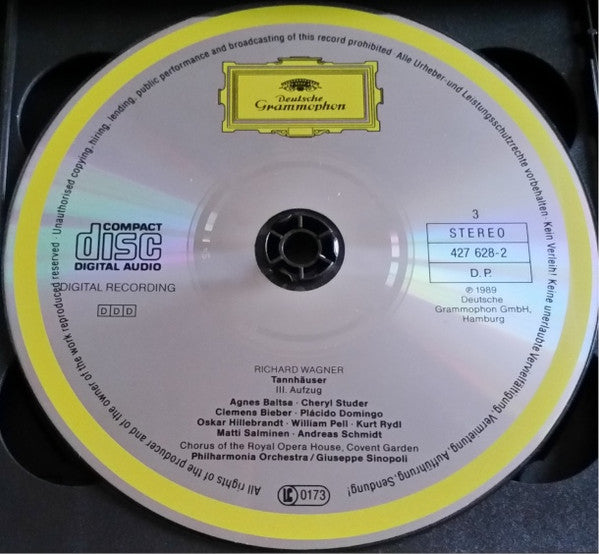 All rights of the producer and of the owner of the work reproduced reserved · Unauthorised copying, hiring, lending, public performance and broadcasting of this record prohibited · Alle Urheber- und Leistungsschutzrechte vorbehalten. Kein Verleih! Keine unerlaubte Vervielfältigung, Vermietung, Aufführung, Sendung!
Deutsche
Grammophon
COMPACT
disc
DIGITAL AUDIO
DIGITAL RECORDING
DDD
3
STEREO
427 628-2
D.P.
℗ 1989
Deutsche
Grammophon GmbH,
Hamburg
RICHARD WAGNER
Tannhäuser
III. Aufzug
Agnes Baltsa · Cheryl Studer
Clemens Bieber · Plácido Domingo
Oskar Hillebrandt · William Pell · Kurt Rydl
Matti Salminen · Andreas Schmidt
Chorus of the Royal Opera House, Covent Garden
Philharmonia Orchestra / Giuseppe Sinopoli
LC 0173